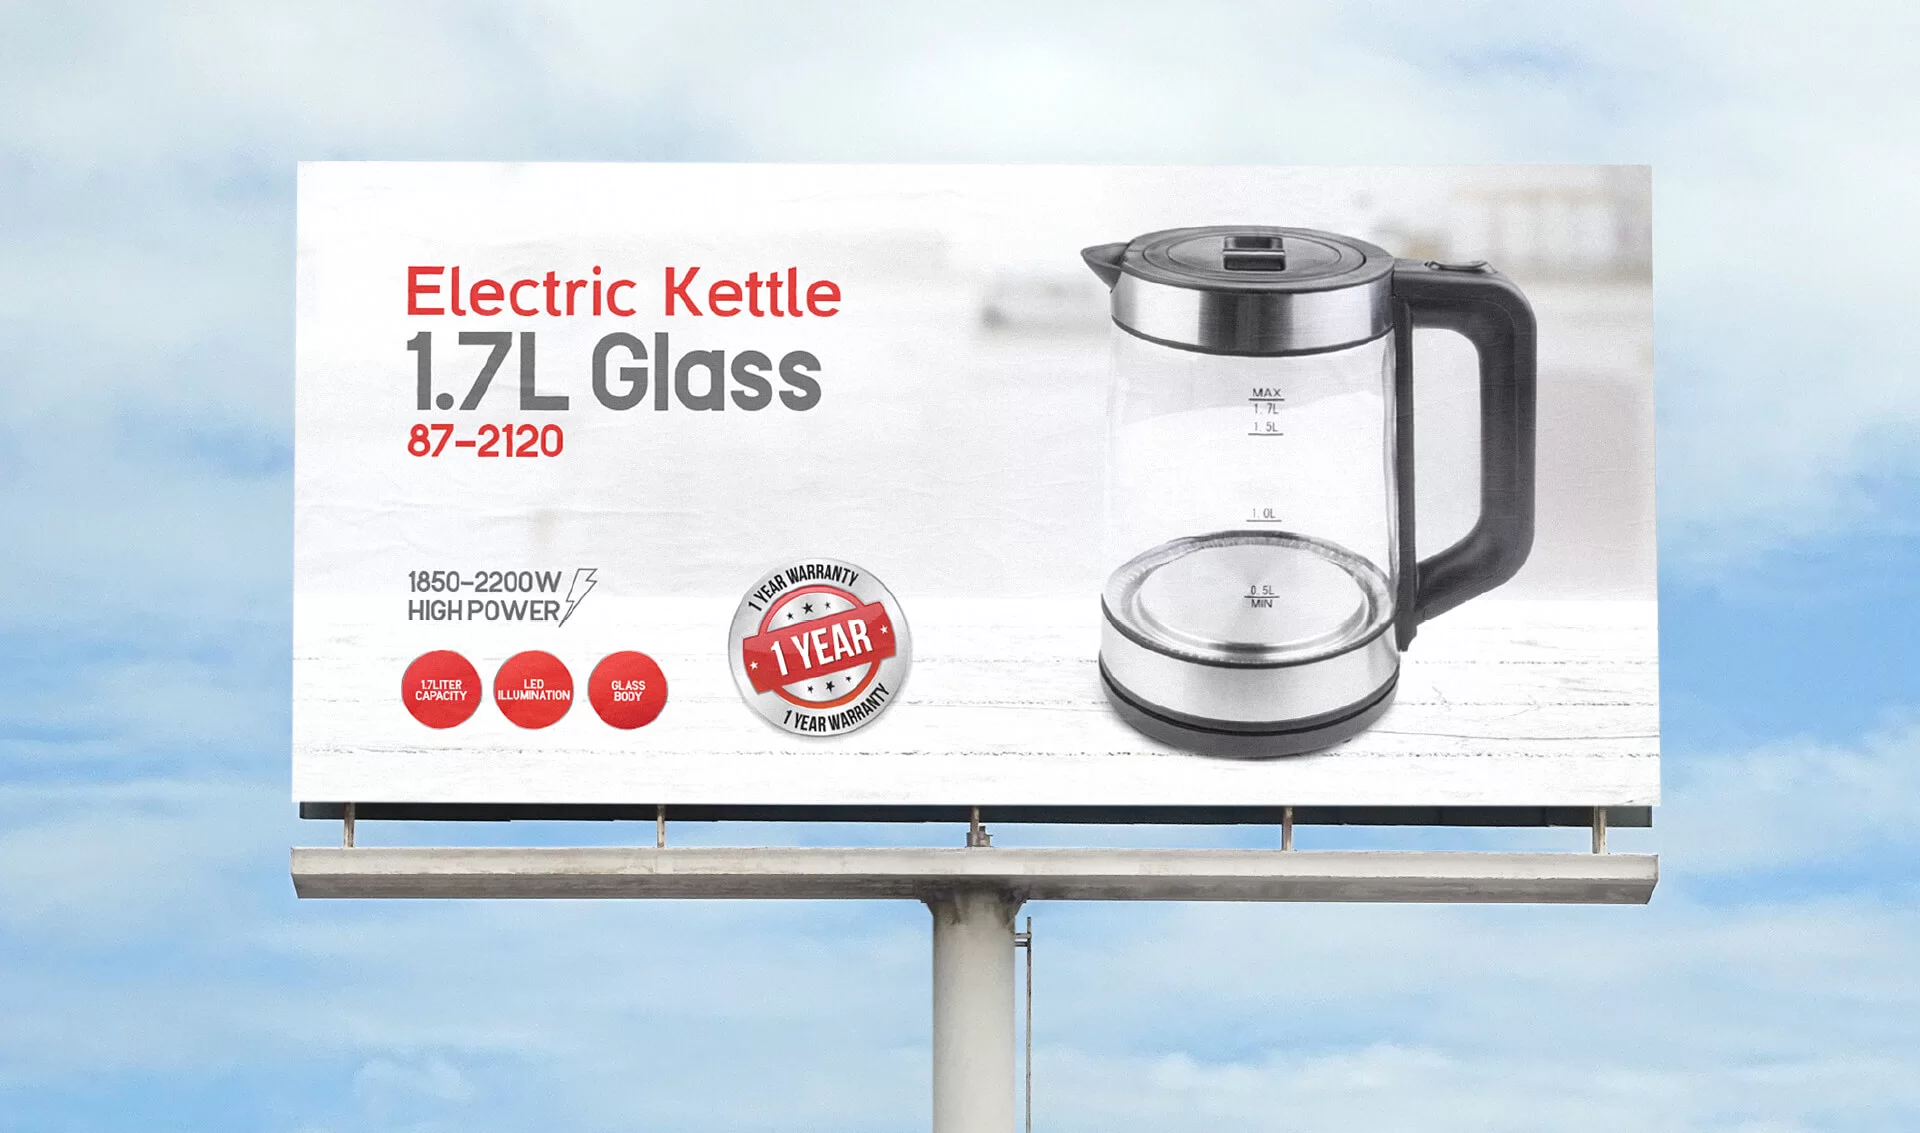 Electric Kettle
1.7L Glass
87-2120
1850-2200W
HIGH POWER
1.7LITER
CAPACITY
LED
ILLUMINATION
GLASS
BODY
1 YEAR WARRANTY
1 YEAR
1 YEAR WARRANTY
MAX
1.7L
1.5L
1.0L
0.5L
MIN